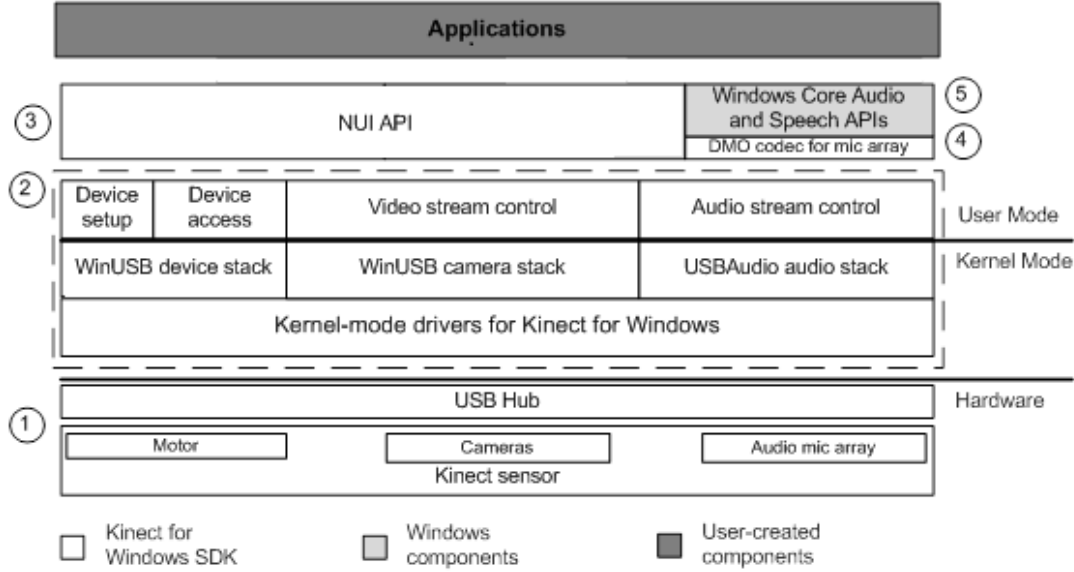 Applications
3
NUI API
Windows Core Audio
and Speech APIs
5
DMO codec for mic array
4
2
Device
setup
Device
access
Video stream control
Audio stream control
User Mode
WinUSB device stack
WinUSB camera stack
USBAudio audio stack
Kernel Mode
Kernel-mode drivers for Kinect for Windows
USB Hub
Hardware
1
Motor
Cameras
Audio mic array
Kinect sensor
Kinect for
Windows SDK
Windows
components
User-created
components